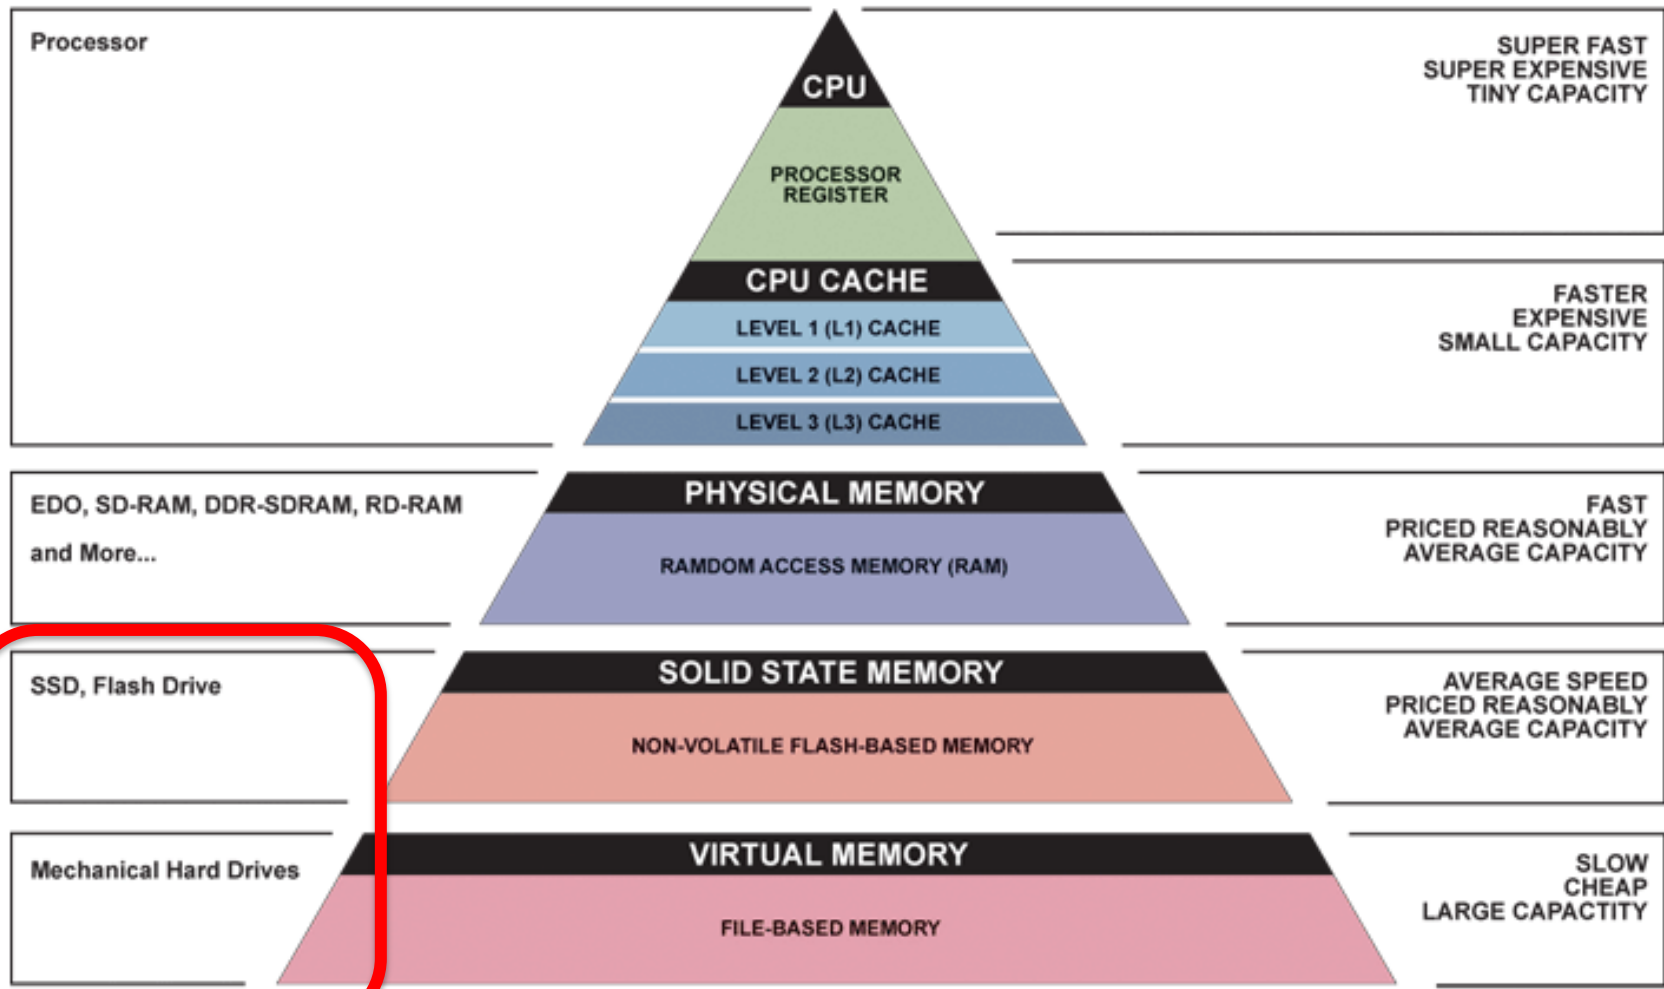 Processor
CPU
SUPER FAST
SUPER EXPENSIVE
TINY CAPACITY
PROCESSOR
REGISTER
CPU CACHE
LEVEL 1 (L1) CACHE
LEVEL 2 (L2) CACHE
LEVEL 3 (L3) CACHE
FASTER
EXPENSIVE
SMALL CAPACITY
EDO, SD-RAM, DDR-SDRAM, RD-RAM
and More...
PHYSICAL MEMORY
RAMDOM ACCESS MEMORY (RAM)
FAST
PRICED REASONABLY
AVERAGE CAPACITY
SSD, Flash Drive
SOLID STATE MEMORY
NON-VOLATILE FLASH-BASED MEMORY
AVERAGE SPEED
PRICED REASONABLY
AVERAGE CAPACITY
Mechanical Hard Drives
VIRTUAL MEMORY
FILE-BASED MEMORY
SLOW
CHEAP
LARGE CAPACTITY